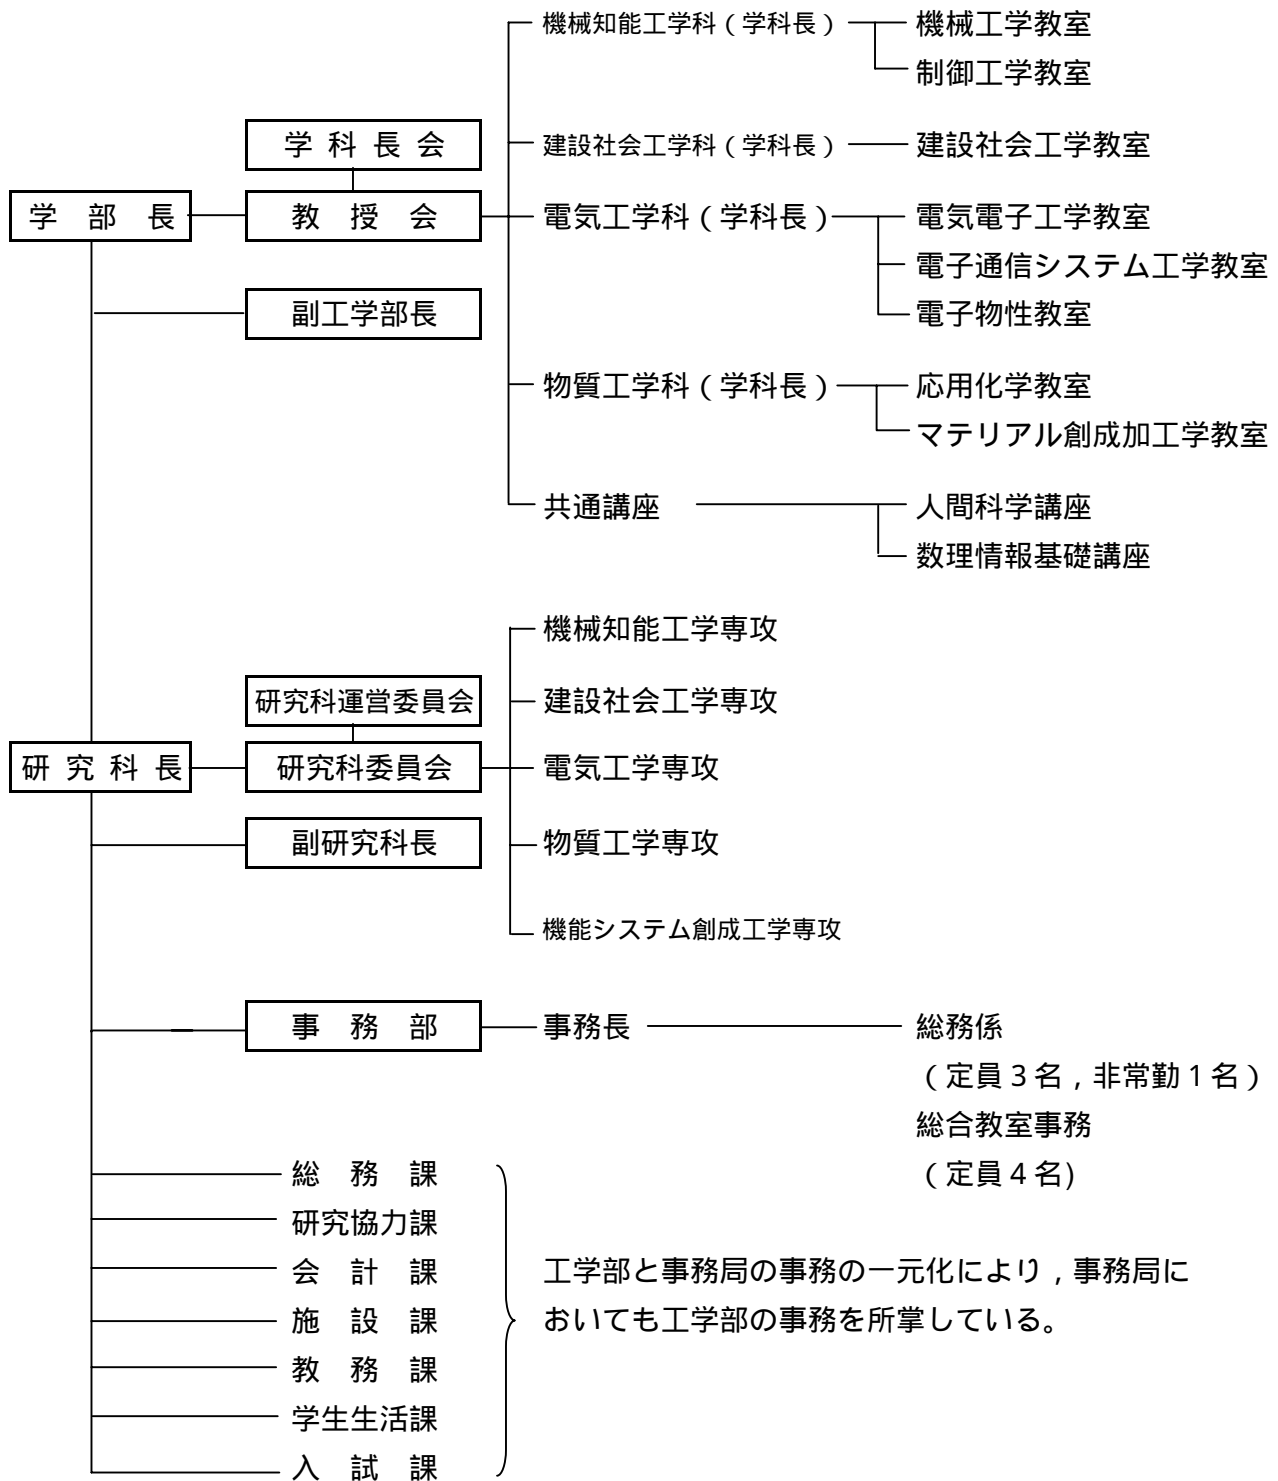 機械知能工学科（学科長）
機械工学教室
制御工学教室
学科長会
建設社会工学科（学科長）
建設社会工学教室
学部長
教授会
電気工学科（学科長）
電気電子工学教室
電子通信システム工学教室
副工学部長
電子物性教室
物質工学科（学科長）
応用化学教室
マテリアル創成加工学教室
共通講座
人間科学講座
数理情報基礎講座
機械知能工学専攻
研究科運営委員会
建設社会工学専攻
研究科長
研究科委員会
電気工学専攻
副研究科長
物質工学専攻
機能システム創成工学専攻
事務部
事務長
総務係
（定員３名，非常勤１名）
総合教室事務
（定員４名)
総務課
研究協力課
会計課
施設課
教務課
学生生活課
入試課
工学部と事務局の事務の一元化により，事務局に
おいても工学部の事務を所掌している。